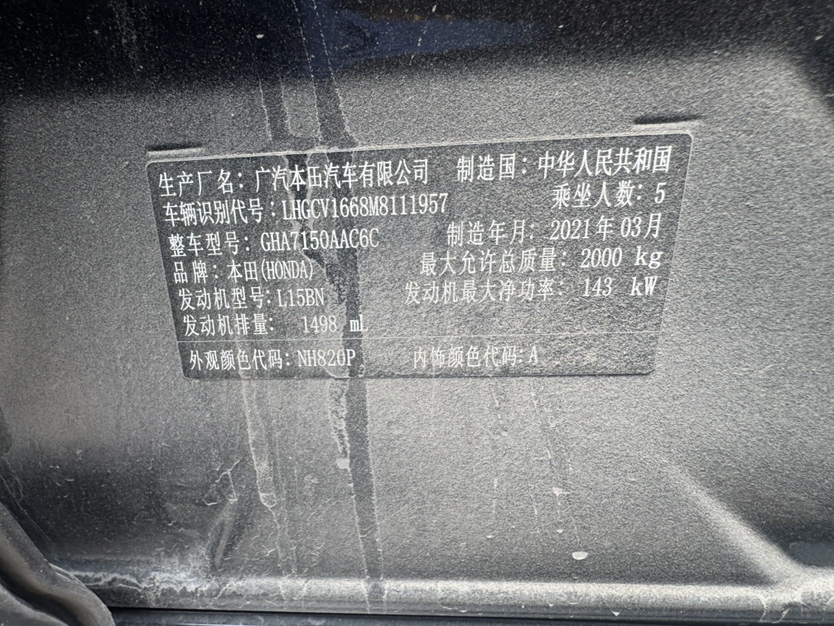 生产厂名：广汽本田汽车有限公司 制造国：中华人民共和国
车辆识别代号：LHGCV1668M8111957 乘坐人数：5
整车型号：GHA7150AAC6C 制造年月：2021年03月
品牌：本田(HONDA) 最大允许总质量：2000 kg
发动机型号：L15BN 发动机最大净功率：143 kW
发动机排量：1498 mL
外观颜色代码：NH820P 内饰颜色代码：A